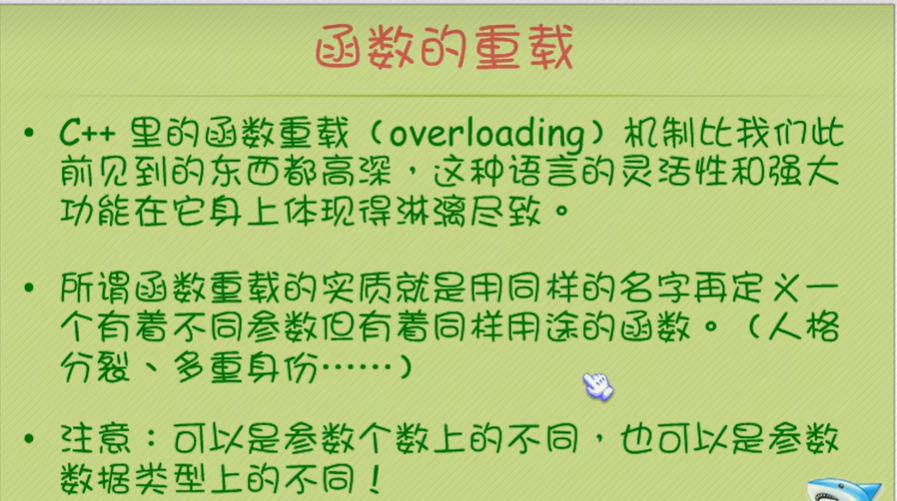 函数的重载
• C++ 里的函数重载（overloading）机制比我们此
前见到的东西都高深，这种语言的灵活性和强大
功能在它身上体现得淋漓尽致。
• 所谓函数重载的实质就是用同样的名字再定义一
个有着不同参数但有着同样用途的函数。（人格
分裂、多重身份……）
• 注意：可以是参数个数上的不同，也可以是参数
数据类型上的不同！